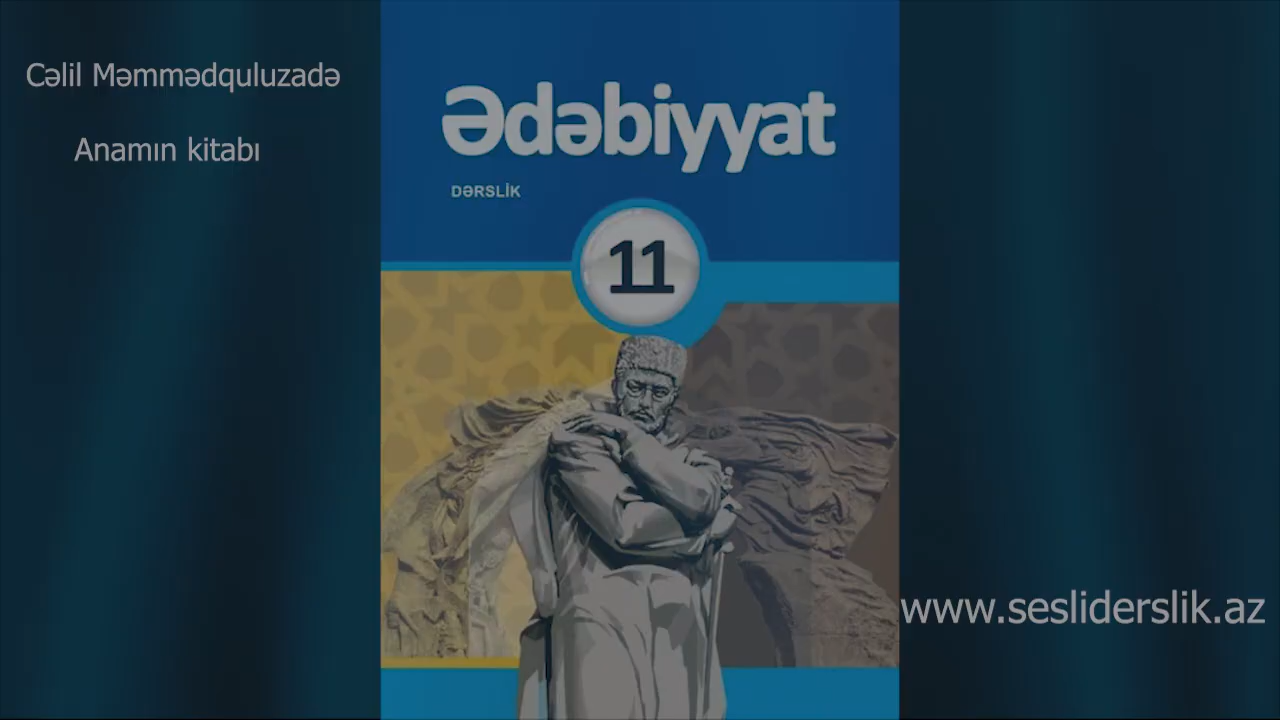 Cəlil Məmmədquluzadə
Anamın kitabı
Ədəbiyyat
DƏRSLİK
11
www.sesliderslik.az